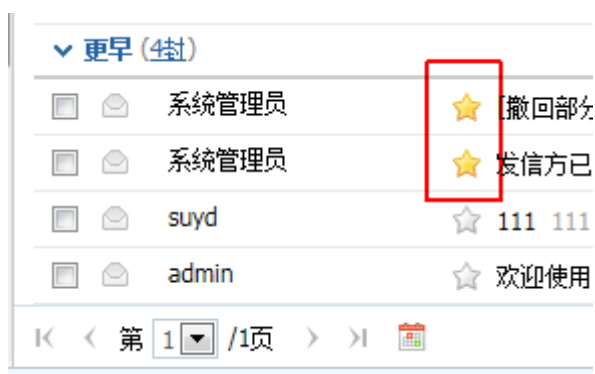 更早 (4封)
系统管理员 [撤回部分
系统管理员 发信方已
suyd 111 111
admin 欢迎使用
第 1 /1页